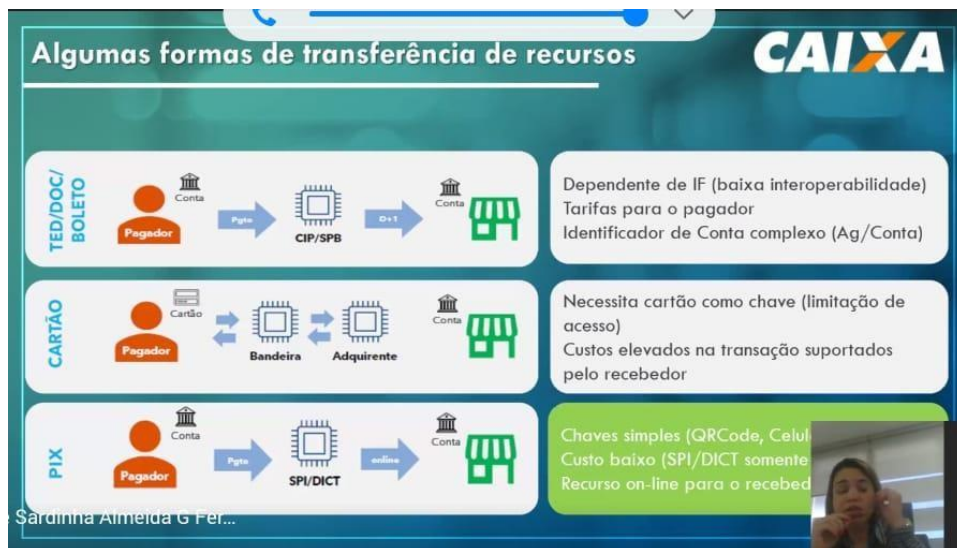 Algumas formas de transferência de recursos
CAIXA
TED/DOC/
BOLETO
Conta
Pagador
Pgto
CIP/SPB
D+1
Conta
Dependente de IF (baixa interoperabilidade)
Tarifas para o pagador
Identificador de Conta complexo (Ag/Conta)
CARTÃO
Cartão
Pagador
Bandeira
Adquirente
Conta
Necessita cartão como chave (limitação de
acesso)
Custos elevados na transação suportados
pelo recebedor
PIX
Conta
Pagador
Pgto
SPI/DICT
online
Conta
Chaves simples (QRCode, Celul
Custo baixo (SPI/DICT somente
Recurso on-line para o recebed
Sardinha Almeida G Fer...